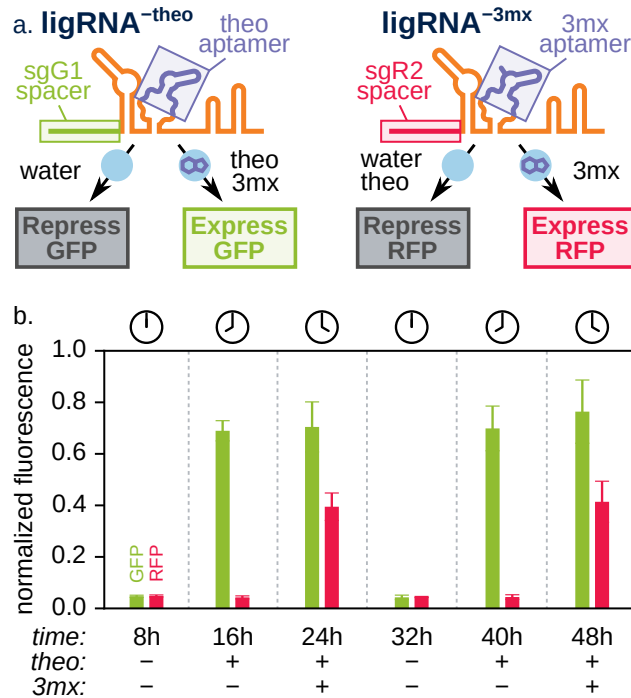 a. ligRNA−theo
theo
aptamer
sgG1
spacer
water
theo
3mx
Repress
GFP
Express
GFP
ligRNA−3mx
3mx
aptamer
sgR2
spacer
water
theo
3mx
Repress
RFP
Express
RFP
b.
normalized fluorescence
1.0
0.8
0.6
0.4
0.2
0.0
GFP
RFP
time: 8h 16h 24h 32h 40h 48h
theo: − + + − + +
3mx: − − + − − +